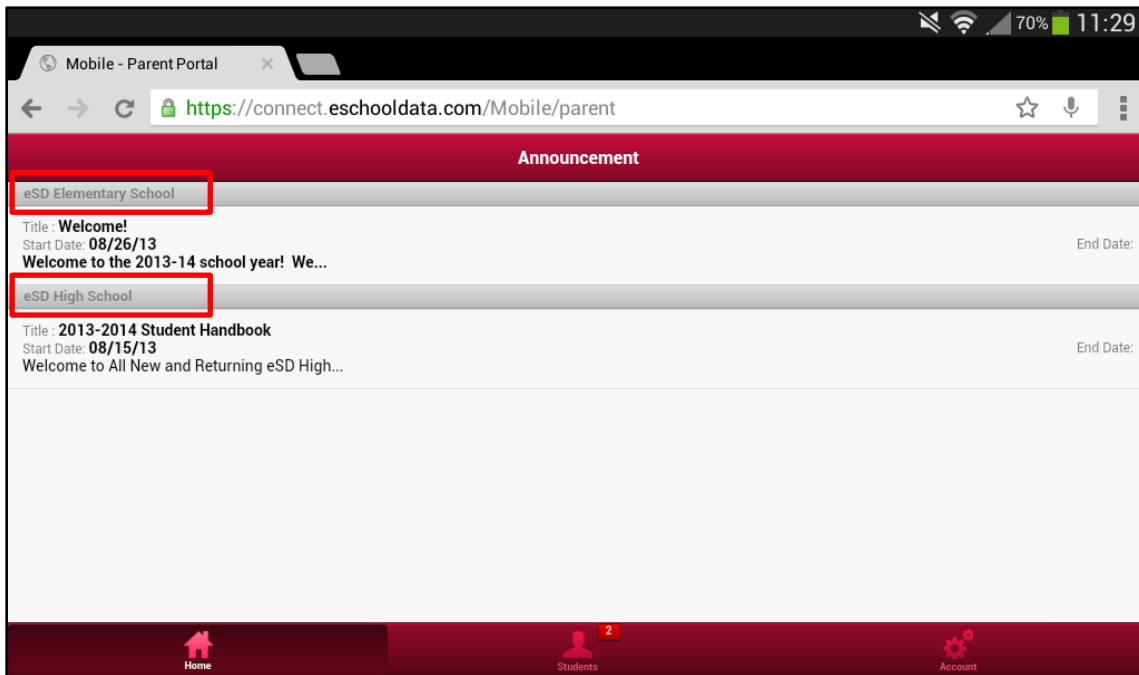 70% 11:29
Mobile - Parent Portal
https://connect.eschooldata.com/Mobile/parent
Announcement
eSD Elementary School
Title : Welcome!
Start Date: 08/26/13
End Date:
Welcome to the 2013-14 school year!  We...
eSD High School
Title : 2013-2014 Student Handbook
Start Date: 08/15/13
End Date:
Welcome to All New and Returning eSD High...
2
Home
Students
Account